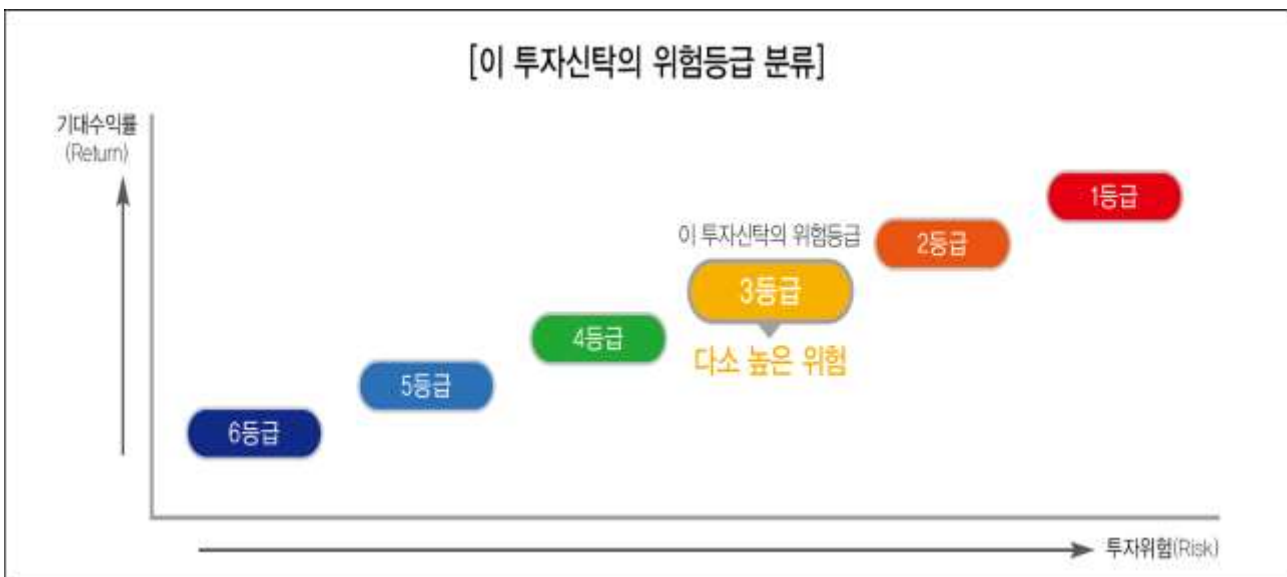 [이 투자신탁의 위험등급 분류]
기대수익률
(Return)
1등급
이 투자신탁의 위험등급
2등급
3등급
4등급
다소 높은 위험
5등급
6등급
투자위험(Risk)